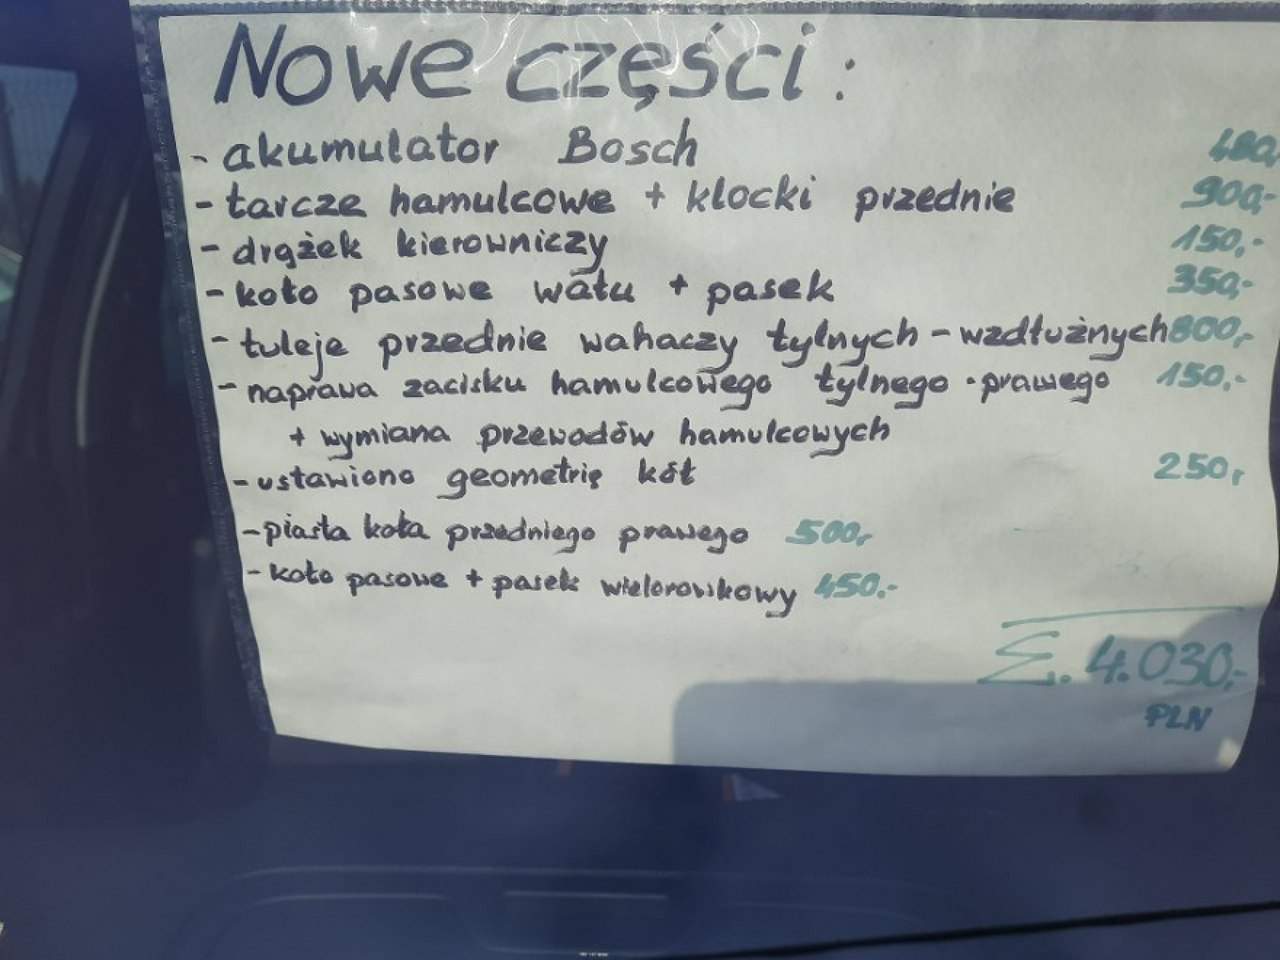 Nowe części:
- akumulator Bosch 480,-
- tarcze hamulcowe + klocki przednie 900,-
- drążek kierowniczy 150,-
- koło pasowe wału + pasek 350,-
- tuleje przednie wahaczy tylnych - wzdłużnych 800,-
- naprawa zacisku hamulcowego tylnego - prawego 150,-
+ wymiana przewodów hamulcowych
- ustawiono geometrię kół 250,-
- piasta koła przedniego prawego 500,-
- koło pasowe + pasek wielorowkowy 450,-
Σ. 4.030,-
PLN